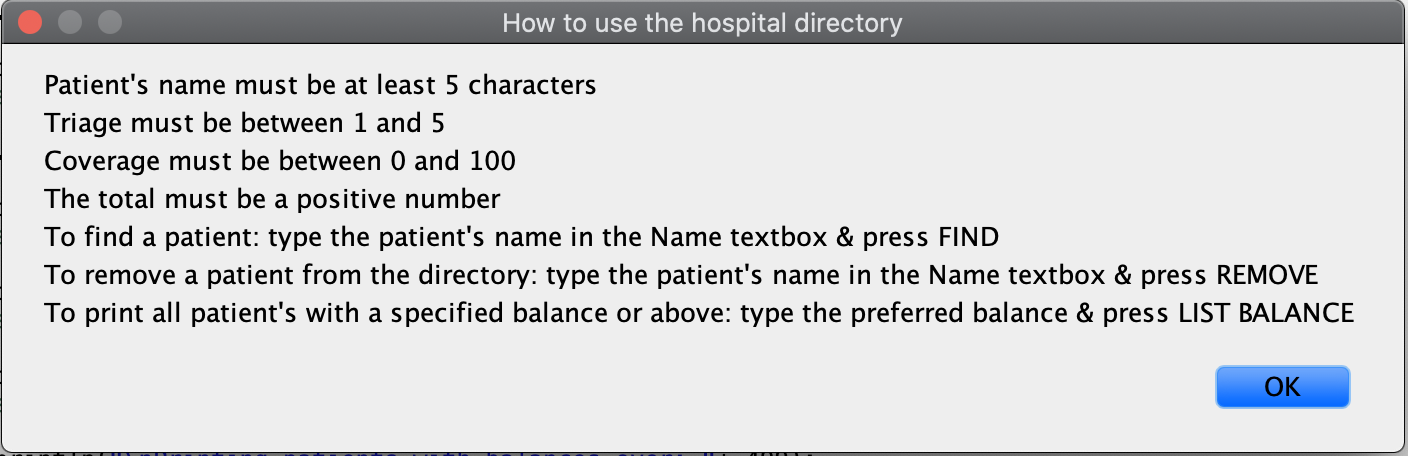 How to use the hospital directory
Patient's name must be at least 5 characters
Triage must be between 1 and 5
Coverage must be between 0 and 100
The total must be a positive number
To find a patient: type the patient's name in the Name textbox & press FIND
To remove a patient from the directory: type the patient's name in the Name textbox & press REMOVE
To print all patient's with a specified balance or above: type the preferred balance & press LIST BALANCE
OK